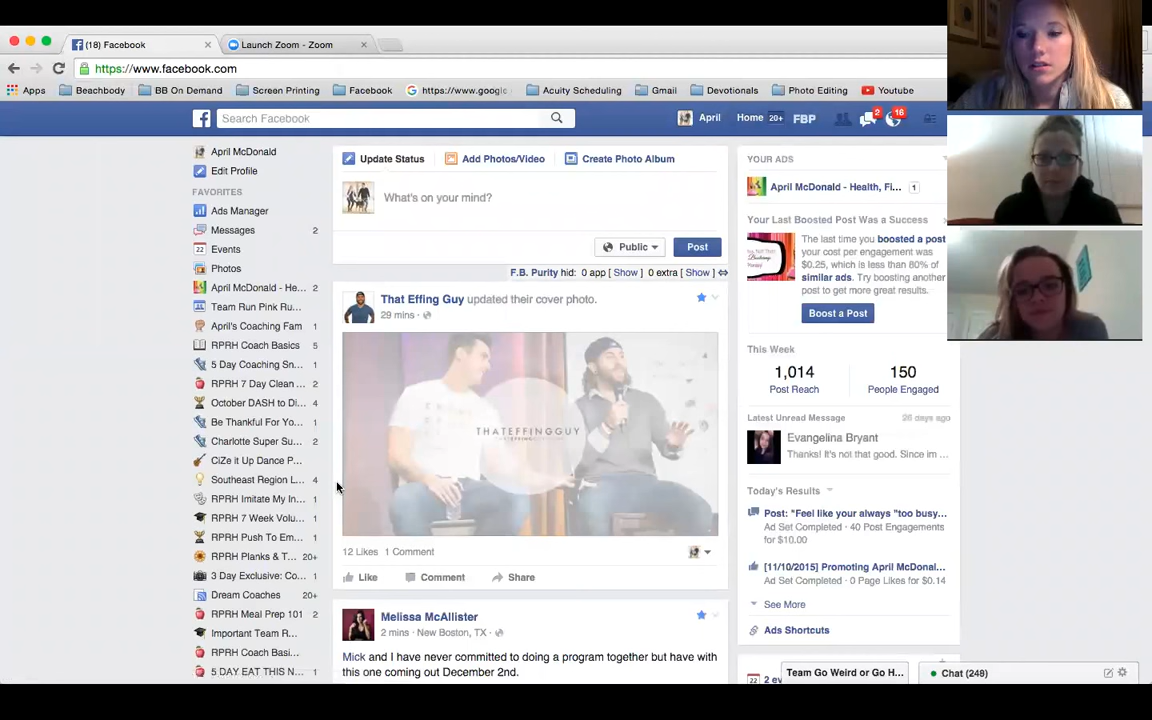 (18) Facebook
Launch Zoom - Zoom
https://www.facebook.com
Apps Beachbody BB On Demand Screen Printing Facebook https://www.googl Acuity Scheduling Gmail Devotionals Photo Editing Youtube
Search Facebook
April Home 20+ FBP 2 16
April McDonald
Edit Profile
FAVORITES
Ads Manager
Messages 2
Events
Photos
April McDonald - He...
Team Run Pink Ru...
April's Coaching Fam 1
RPRH Coach Basics 5
5 Day Coaching Sn... 1
RPRH 7 Day Clean ... 2
October DASH to Di... 4
Be Thankful For Yo... 1
Charlotte Super Su... 2
CiZe it Up Dance P...
Southeast Region L... 4
RPRH Imitate My In... 1
RPRH 7 Week Volu... 1
RPRH Push To Em... 1
RPRH Planks & T... 20+
3 Day Exclusive: Co... 1
Dream Coaches 20+
RPRH Meal Prep 101 2
Important Team R...
RPRH Coach Basi...
5 DAY EAT THIS N... 1
Update Status Add Photos/Video Create Photo Album
What's on your mind?
Public Post
F.B. Purity hid: 0 app [ Show ] 0 extra [ Show ]
That Effing Guy updated their cover photo.
29 mins ·
THATEFFINGUY
12 Likes 1 Comment
Like Comment Share
Melissa McAllister
2 mins · New Boston, TX ·
Mick and I have never committed to doing a program together but have with
this one coming out December 2nd.
YOUR ADS
April McDonald - Health, Fi... 1
Your Last Boosted Post Was a Success
The last time you boosted a post
your cost per engagement was
$0.25, which is less than 80% of
similar ads. Try boosting another
post to get more great results.
Boost a Post
This Week
1,014 150
Post Reach People Engaged
Latest Unread Message 26 days ago
Evangelina Bryant
Thanks! It's not that good. Since im ...
Today's Results
Post: "Feel like your always "too busy...
Ad Set Completed · 40 Post Engagements
for $10.00
[11/10/2015] Promoting April McDonal...
Ad Set Completed · 0 Page Likes for $0.14
See More
Ads Shortcuts
22 2 ev
Team Go Weird or Go H...
Chat (248)